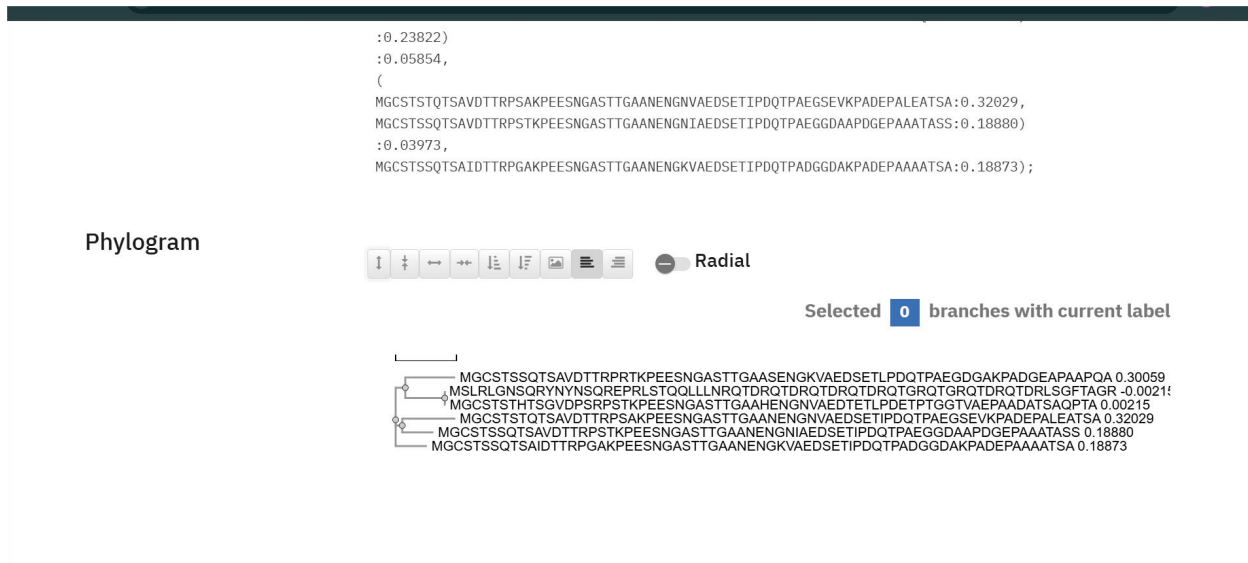 :0.23822)
:0.05854,
(
MGCSTSTQTSAVDTTRPSAKPEESNGASTTGAANENGNVAEDSETIPDQTPAEGSEVKPADEPALEATSA:0.32029,
MGCSTSSQTSAVDTTRPSTKPEESNGASTTGAANENGNIAEDSETIPDQTPAEGGDAAPDGEPAAATASS:0.18880)
:0.03973,
MGCSTSSQTSAIDTTRPGAKPEESNGASTTGAANENGKVAEDSETIPDQTPADGGDAKPADEPAAAATSA:0.18873);
Phylogram
Radial
Selected 0 branches with current label
MGCSTSSQTSAVDTTRPRTKPEESNGASTTGAASENGKVAEDSETLPDQTPAEGDGAKPADGEAPAAPQA 0.30059
MSLRLGNSQRYNYNSQREPRLSTQQLLLNRQTDRQTDRQTDRQTDRQTGRQTGRQTDRQTDRLSGFTAGR -0.00215
MGCSTSTHTSGVDPSRPSTKPEESNGASTTGAAHENGNVAEDTETLPDETPTGGTVAEPAADATSAQPTA 0.00215
MGCSTSTQTSAVDTTRPSAKPEESNGASTTGAANENGNVAEDSETIPDQTPAEGSEVKPADEPALEATSA 0.32029
MGCSTSSQTSAVDTTRPSTKPEESNGASTTGAANENGNIAEDSETIPDQTPAEGGDAAPDGEPAAATASS 0.18880
MGCSTSSQTSAIDTTRPGAKPEESNGASTTGAANENGKVAEDSETIPDQTPADGGDAKPADEPAAAATSA 0.18873